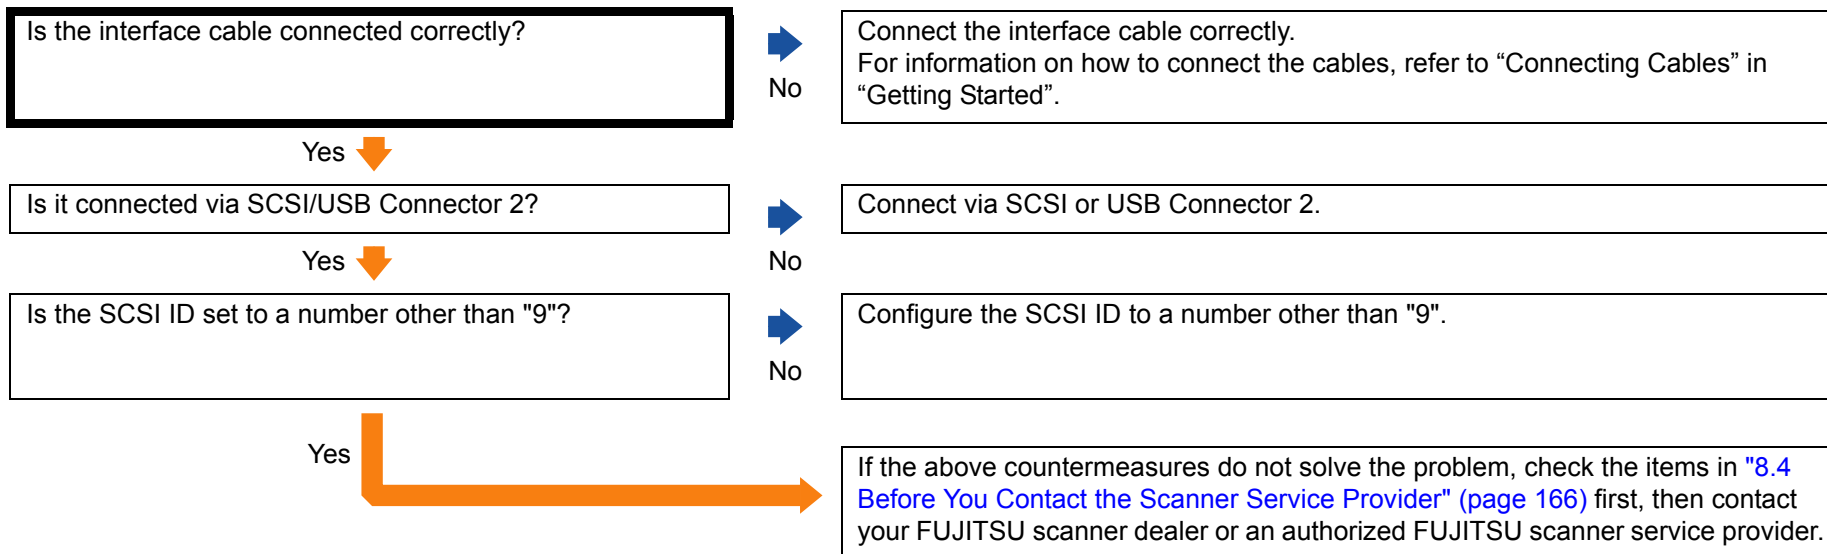 Is the interface cable connected correctly?
No
Connect the interface cable correctly.
For information on how to connect the cables, refer to “Connecting Cables” in
“Getting Started”.
Yes
Is it connected via SCSI/USB Connector 2?
No
Connect via SCSI or USB Connector 2.
Yes
Is the SCSI ID set to a number other than "9"?
No
Configure the SCSI ID to a number other than "9".
Yes
If the above countermeasures do not solve the problem, check the items in "8.4
Before You Contact the Scanner Service Provider" (page 166) first, then contact
your FUJITSU scanner dealer or an authorized FUJITSU scanner service provider.